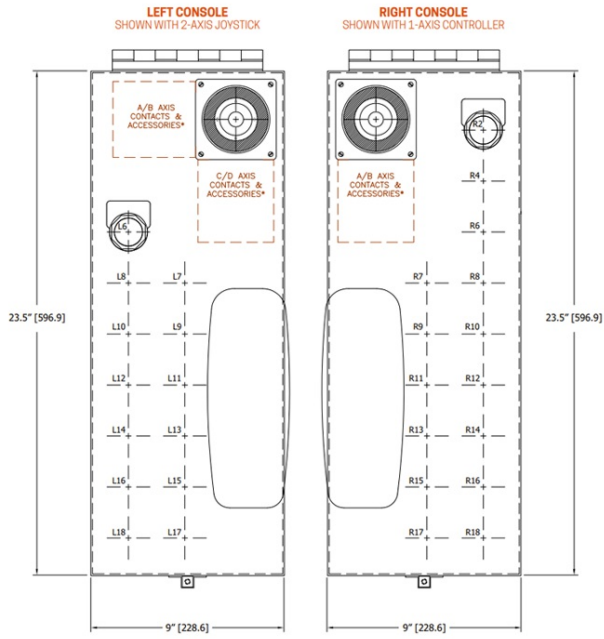 LEFT CONSOLE
SHOWN WITH 2-AXIS JOYSTICK
RIGHT CONSOLE
SHOWN WITH 1-AXIS CONTROLLER
A/B AXIS
CONTACTS &
ACCESSORIES*
C/D AXIS
CONTACTS &
ACCESSORIES*
A/B AXIS
CONTACTS &
ACCESSORIES*
R2
R4
L6
R6
L8
L7
R7
R8
23.5" [596.9]
L10
L9
R9
R10
23.5" [596.9]
L12
L11
R11
R12
L14
L13
R13
R14
L16
L15
R15
R16
L18
L17
R17
R18
9" [228.6]
9" [228.6]